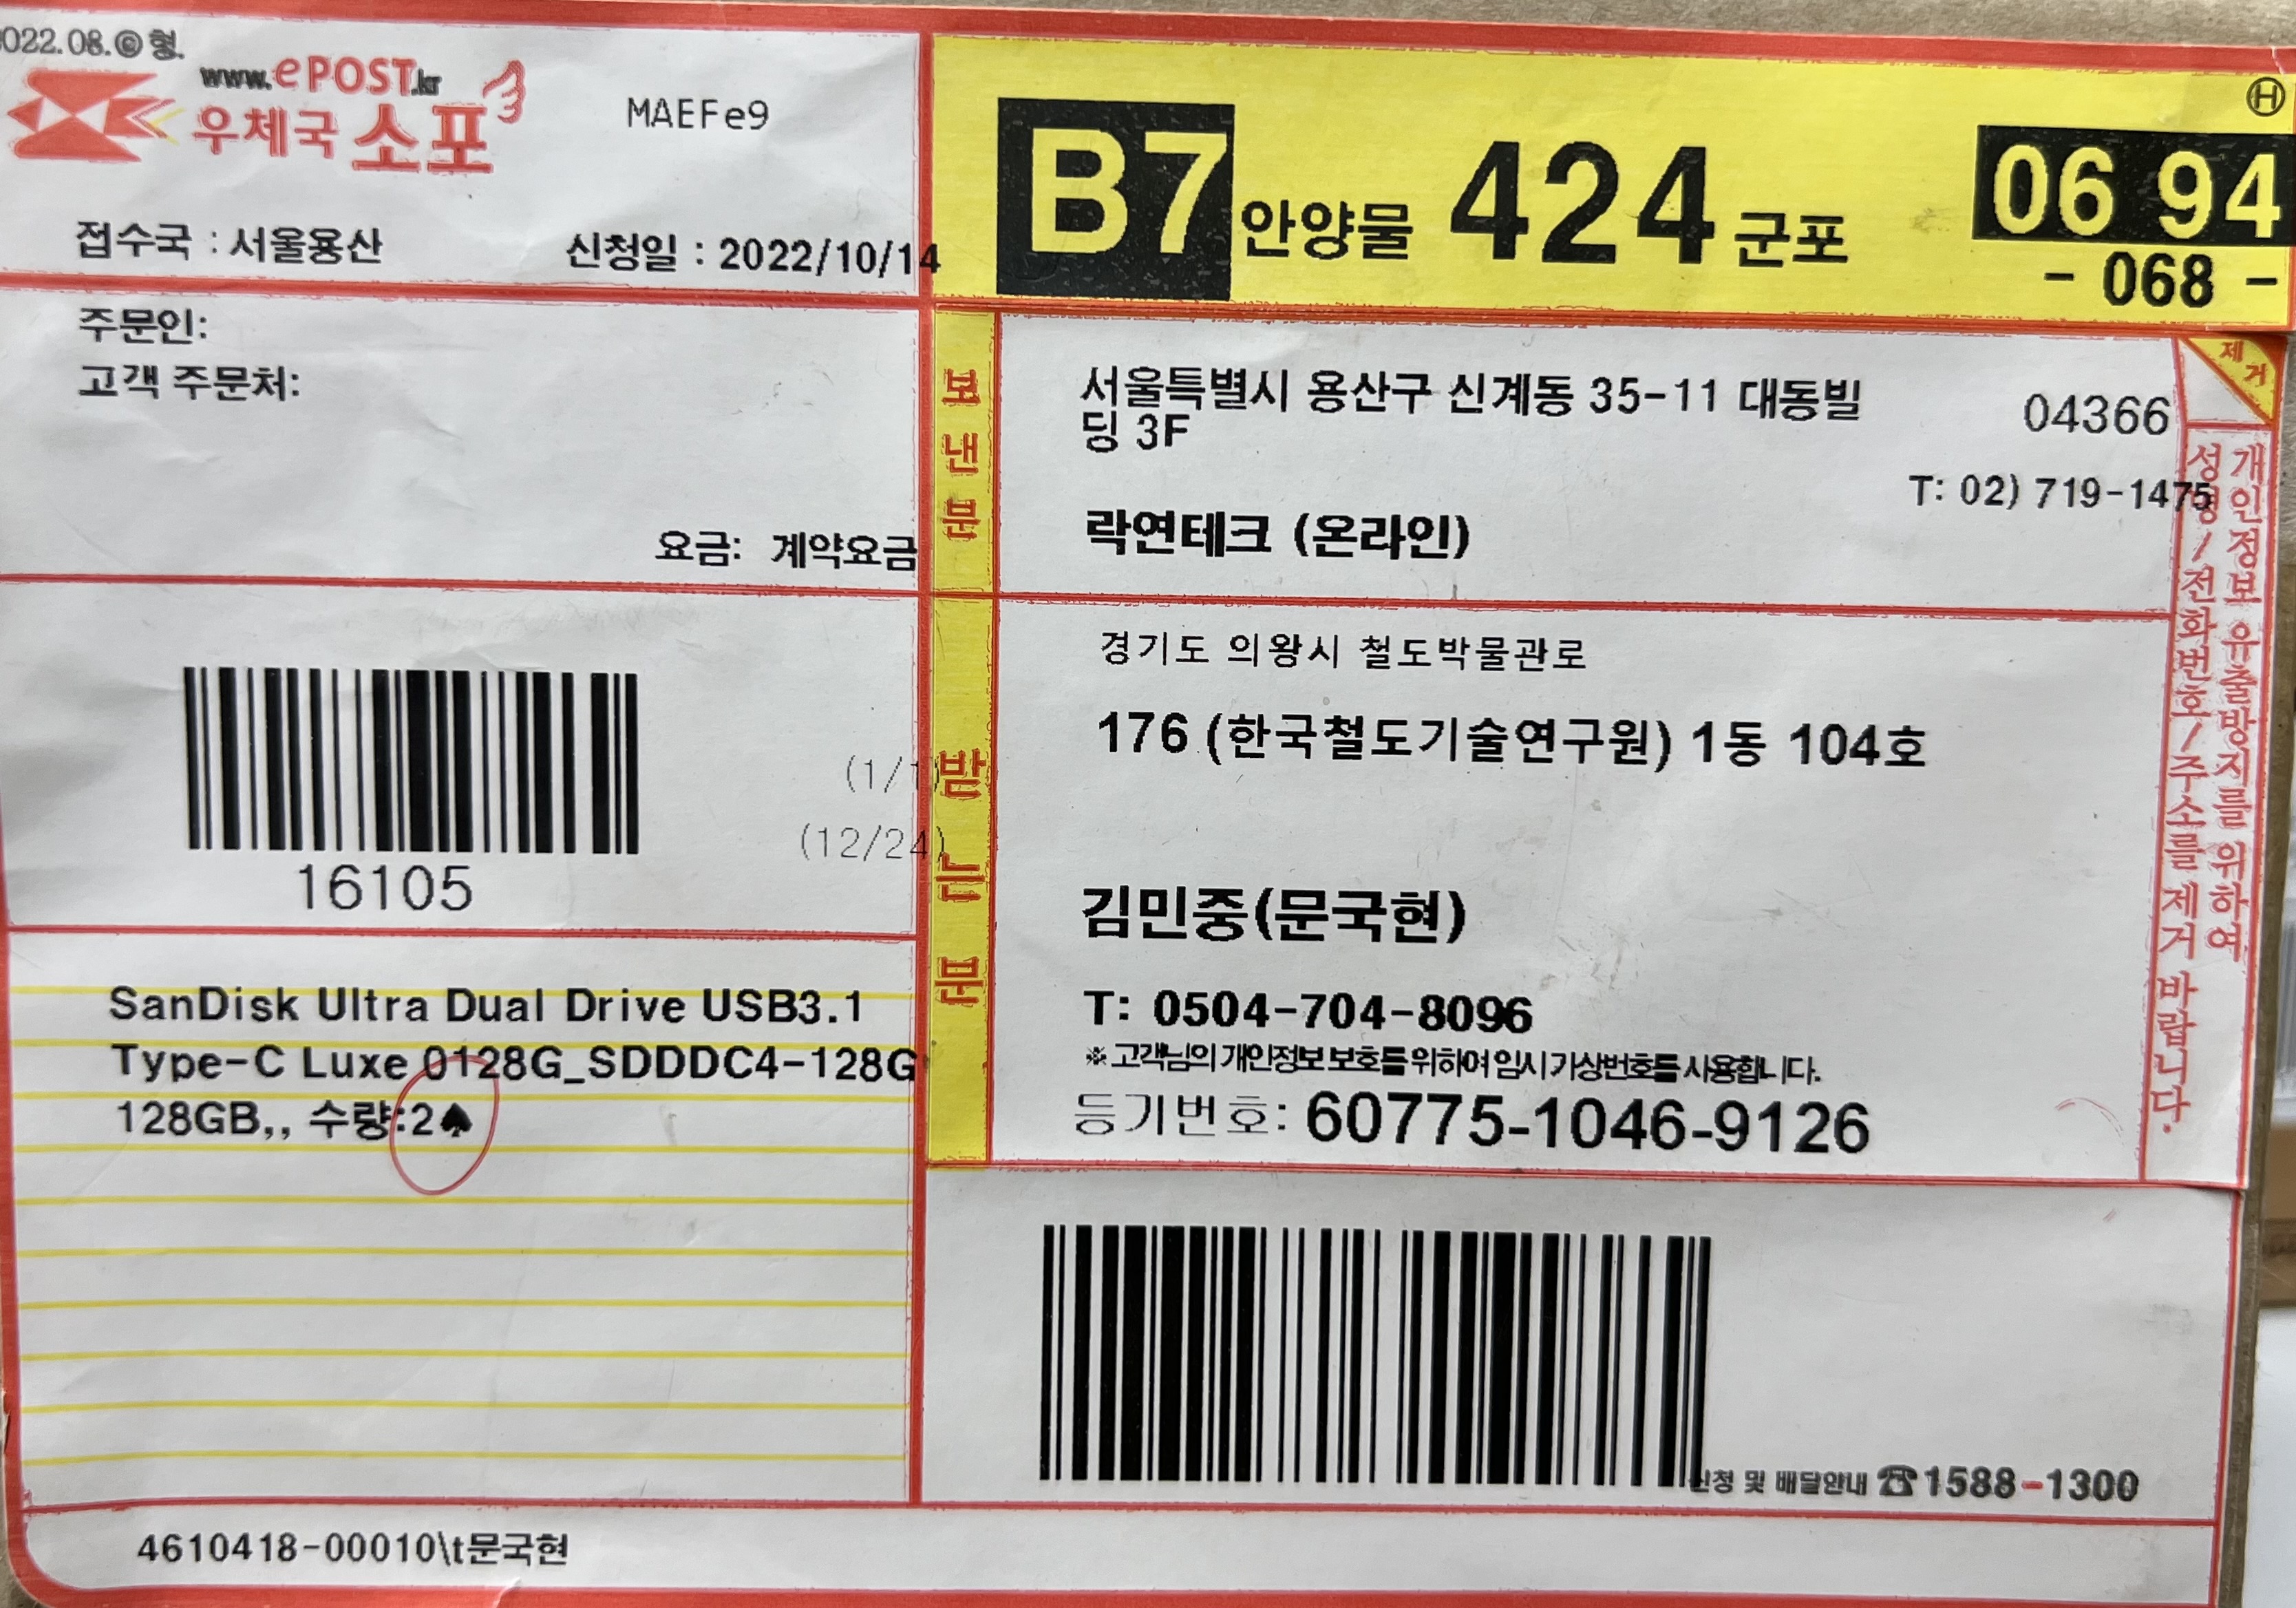 2022.08.ⓒ형.
www.ePOST.kr
우체국 소포
MAEFe9
접수국 : 서울용산
신청일 : 2022/10/14
주문인:
고객 주문처:
요금: 계약요금
16105
(1/1)
(12/24)
SanDisk Ultra Dual Drive USB3.1
Type-C Luxe 0128G_SDDDC4-128G
128GB,, 수량:2♠
Ⓗ
B7 안양물 424 군포 06 94
- 068 -
보낸분
서울특별시 용산구 신계동 35-11 대동빌
딩 3F
04366
T: 02) 719-1475
락연테크 (온라인)
받는분
경기도 의왕시 철도박물관로
176 (한국철도기술연구원) 1동 104호
김민중(문국현)
T: 0504-704-8096
※고객님의 개인정보 보호를 위하여 임시 가상번호를 사용합니다.
등기번호: 60775-1046-9126
제거
개인정보 유출방지를 위하여
성명/전화번호/주소를 제거 바랍니다.
신청 및 배달안내 ☎1588-1300
4610418-00010\t문국현